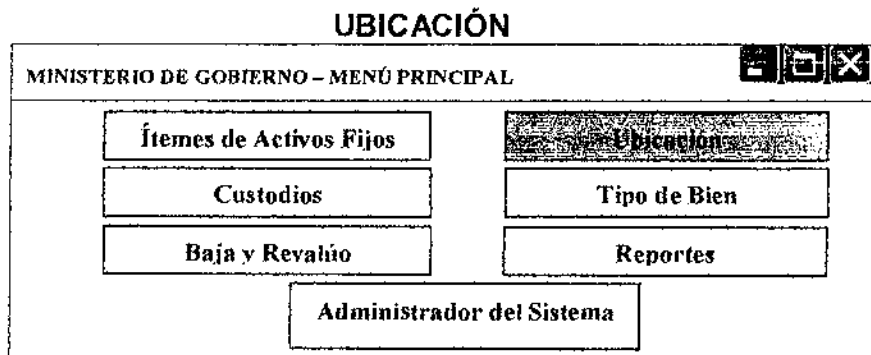 UBICACIÓN
MINISTERIO DE GOBIERNO – MENÚ PRINCIPAL
Ítemes de Activos Fijos Ubicación
Custodios Tipo de Bien
Baja y Revalúo Reportes
Administrador del Sistema